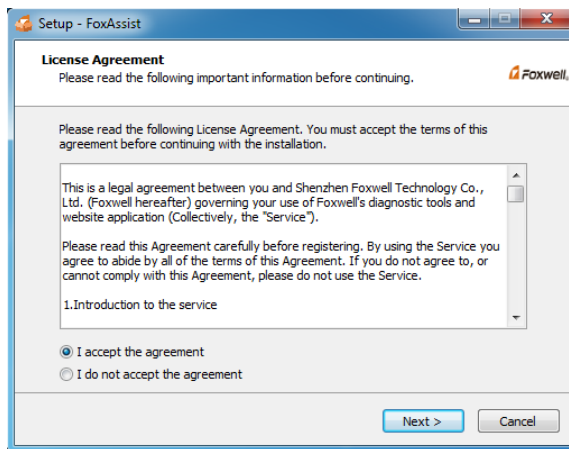 Setup - FoxAssist
License Agreement
Please read the following important information before continuing.
Foxwell
Please read the following License Agreement. You must accept the terms of this
agreement before continuing with the installation.
This is a legal agreement between you and Shenzhen Foxwell Technology Co.,
Ltd. (Foxwell hereafter) governing your use of Foxwell's diagnostic tools and
website application (Collectively, the "Service").
Please read this Agreement carefully before registering. By using the Service you
agree to abide by all of the terms of this Agreement. If you do not agree to, or
cannot comply with this Agreement, please do not use the Service.
1.Introduction to the service
I accept the agreement
I do not accept the agreement
Next >
Cancel